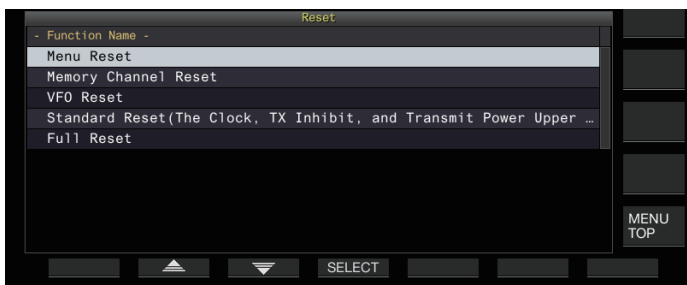 Reset
- Function Name -
Menu Reset
Memory Channel Reset
VFO Reset
Standard Reset(The Clock, TX Inhibit, and Transmit Power Upper …
Full Reset
MENU
TOP
SELECT